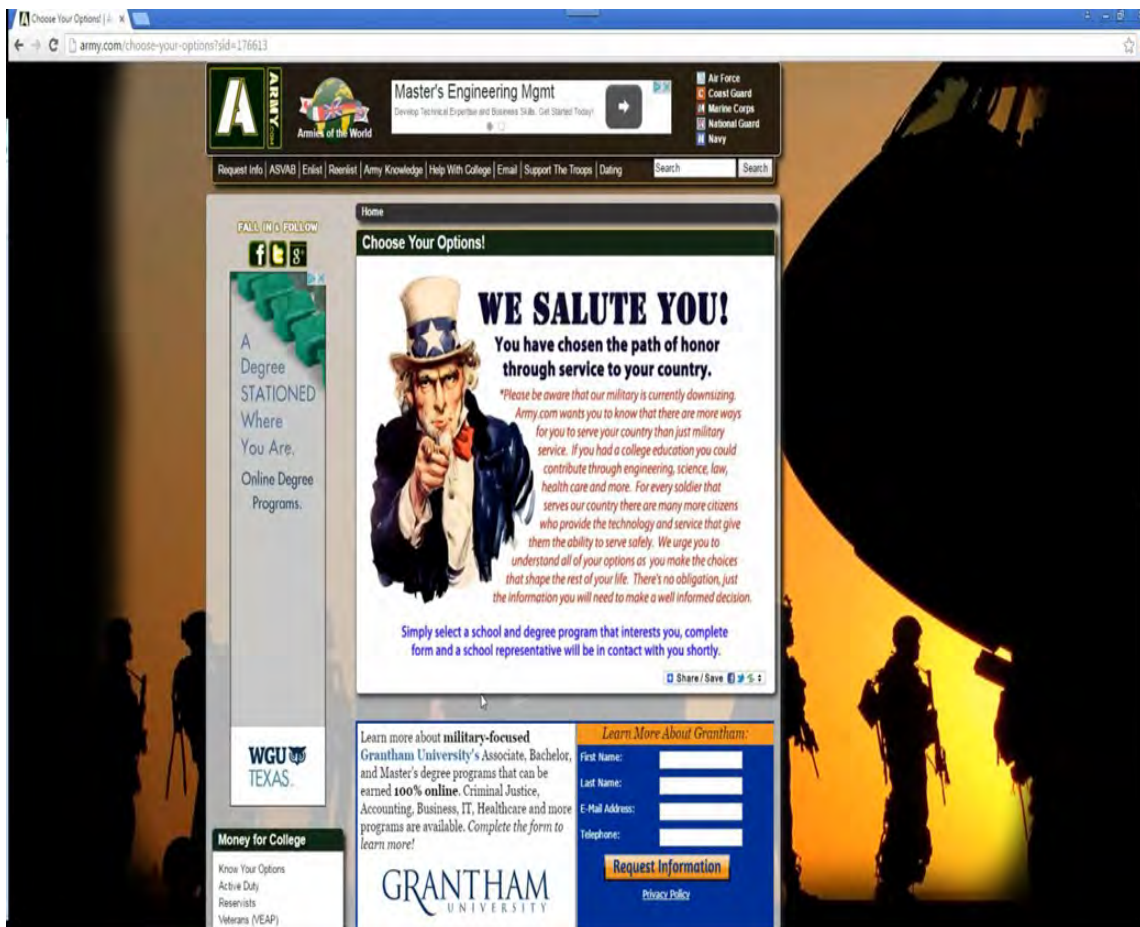 Choose Your Options! | A
army.com/choose-your-options?sid=176613
A
ARMY.COM
Armies of the World
Master's Engineering Mgmt
Develop Technical Expertise and Business Skills. Get Started Today!
Air Force
Coast Guard
Marine Corps
National Guard
Navy
Request Info | ASVAB | Enlist | Reenlist | Army Knowledge | Help With College | Email | Support The Troops | Dating
Search
Search
FALL IN & FOLLOW
A
Degree
STATIONED
Where
You Are.
Online Degree
Programs.
WGU
TEXAS
Money for College
Know Your Options
Active Duty
Reservists
Veterans (VEAP)
Home
Choose Your Options!
WE SALUTE YOU!
You have chosen the path of honor
through service to your country.
*Please be aware that our military is currently downsizing.
Army.com wants you to know that there are more ways
for you to serve your country than just military
service. If you had a college education you could
contribute through engineering, science, law,
health care and more. For every soldier that
serves our country there are many more citizens
who provide the technology and service that give
them the ability to serve safely. We urge you to
understand all of your options as you make the choices
that shape the rest of your life. There's no obligation, just
the information you will need to make a well informed decision.
Simply select a school and degree program that interests you, complete
form and a school representative will be in contact with you shortly.
Share / Save
Learn more about military-focused
Grantham University's Associate, Bachelor,
and Master's degree programs that can be
earned 100% online. Criminal Justice,
Accounting, Business, IT, Healthcare and more
programs are available. Complete the form to
learn more!
GRANTHAM
UNIVERSITY
Learn More About Grantham:
First Name:
Last Name:
E-Mail Address:
Telephone:
Request Information
Privacy Policy